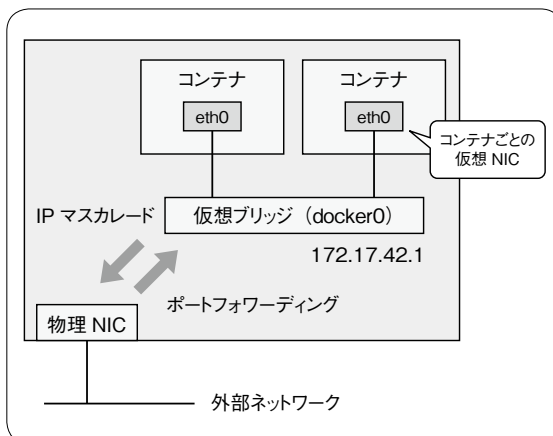 コンテナ
コンテナ
eth0
eth0
コンテナごとの
仮想 NIC
IP マスカレード
仮想ブリッジ（docker0）
172.17.42.1
ポートフォワーディング
物理 NIC
外部ネットワーク